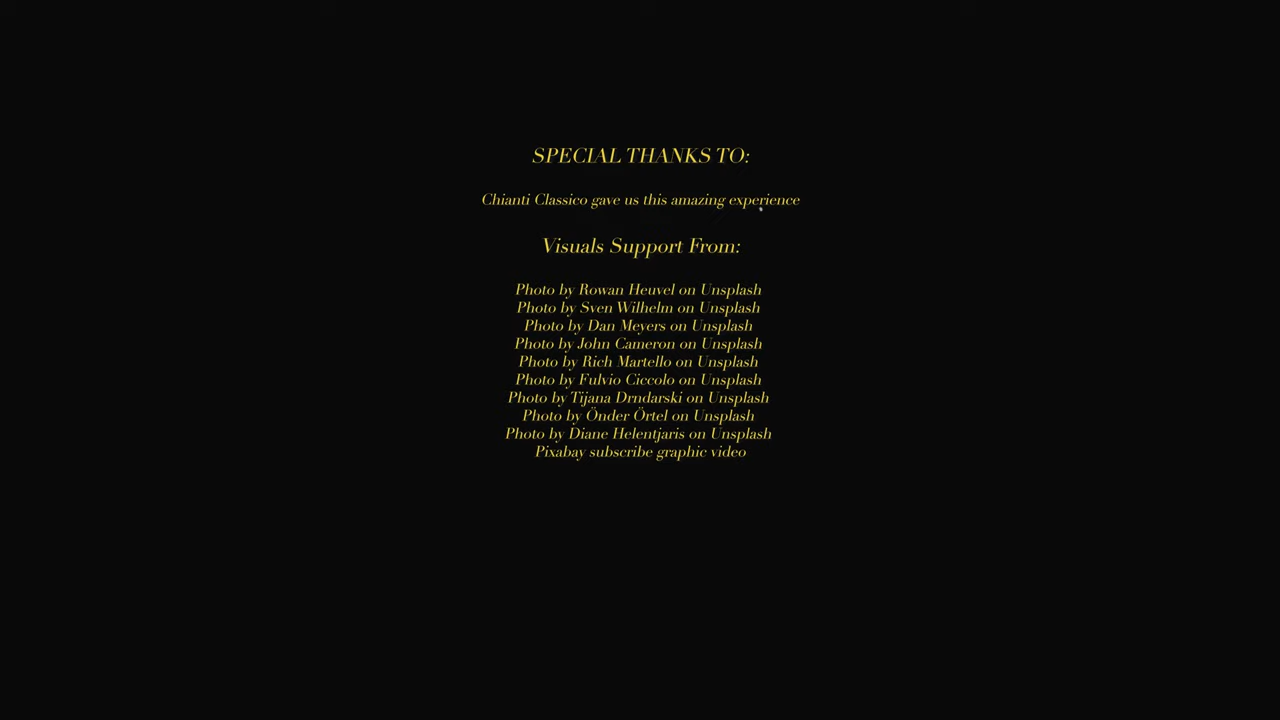 SPECIAL THANKS TO:
Chianti Classico gave us this amazing experience
Visuals Support From:
Photo by Rowan Heuvel on Unsplash
Photo by Sven Wilhelm on Unsplash
Photo by Dan Meyers on Unsplash
Photo by John Cameron on Unsplash
Photo by Rich Martello on Unsplash
Photo by Fulvio Ciccolo on Unsplash
Photo by Tijana Drndarski on Unsplash
Photo by Önder Örtel on Unsplash
Photo by Diane Helentjaris on Unsplash
Pixabay subscribe graphic video